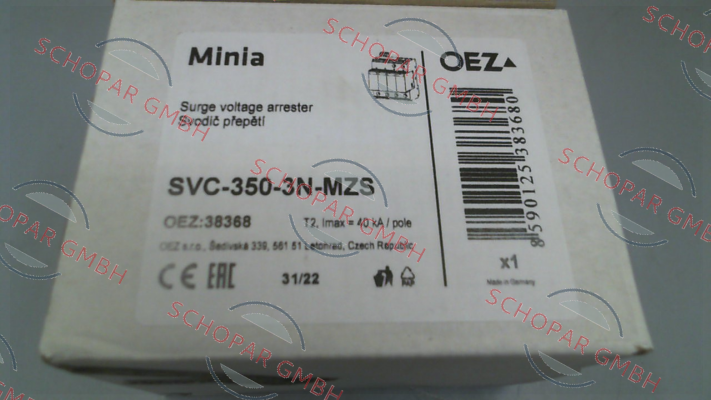 Minia
OEZ
Surge voltage arrester
Svodič přepětí
SVC-350-3N-MZS
OEZ:38368
T2, Imax = 40 kA / pole
OEZ s.r.o., Šedivská 339, 561 51 Letohrad, Czech Republic
CE EAC
31/22
8590125383680
x1
Made in Germany
SCHOPAR GMBH
SCHOPAR GMBH
SCHOPAR GMBH
SCHOPAR GMBH
SCHOPAR GMBH
SCHOPAR GMBH
SCHOPAR GMBH
SCHOPAR GMBH
SCHOPAR GMBH